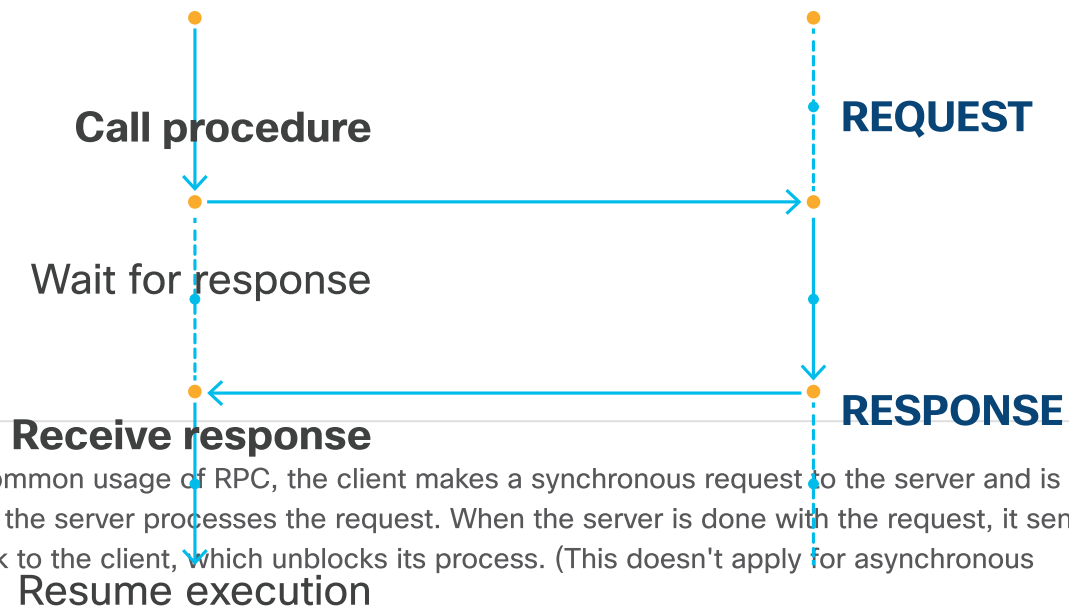 Call procedure
REQUEST
Wait for response
RESPONSE
Receive response
usage of RPC, the client makes a synchronous request to the server and is
the server processes the request. When the server is done with the request, it
to the client, which unblocks its process. (This doesn't apply for asynchronous
Resume execution